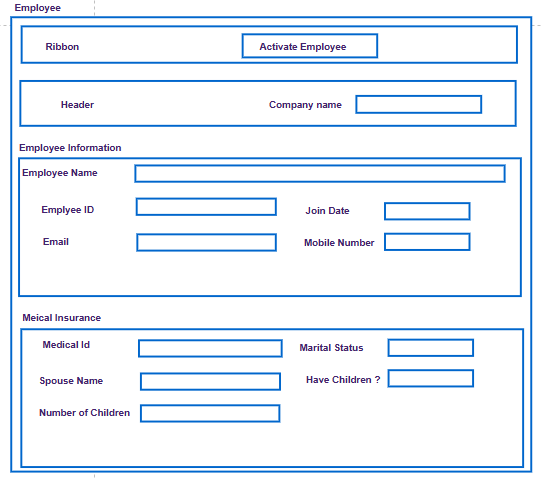 Employee
Ribbon Activate Employee
Header Company name
Employee Information
Employee Name
Emplyee ID Join Date
Email Mobile Number
Meical Insurance
Medical Id Marital Status
Spouse Name Have Children ?
Number of Children